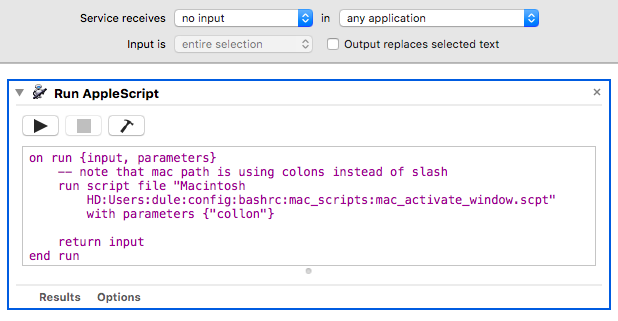 Service receives no input in any application
Input is entire selection Output replaces selected text
Run AppleScript
on run {input, parameters}
-- note that mac path is using colons instead of slash
run script file "Macintosh
HD:Users:dule:config:bashrc:mac_scripts:mac_activate_window.scpt"
with parameters {"collon"}
return input
end run
Results Options